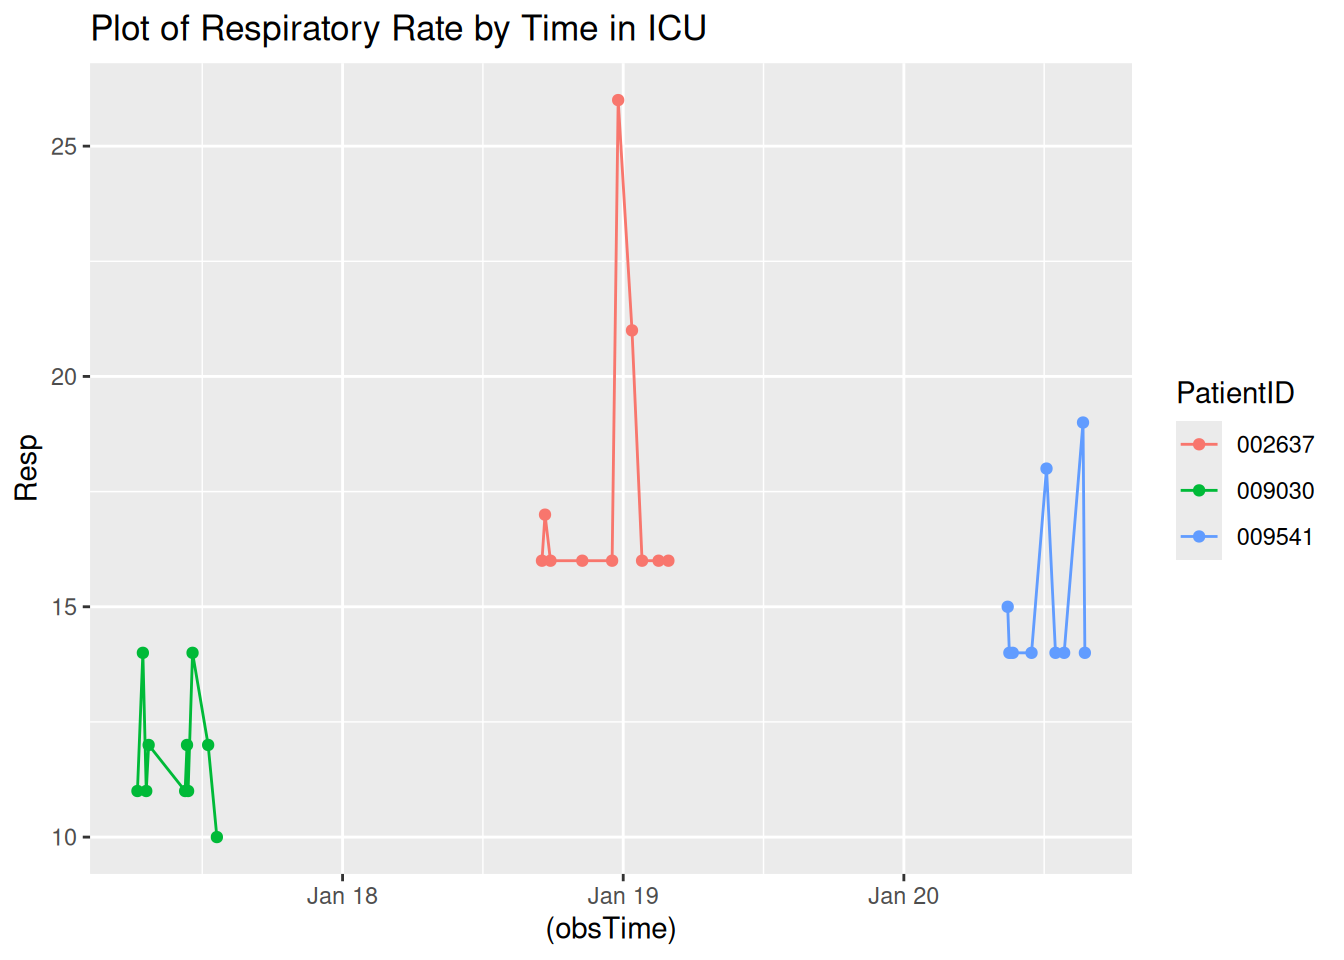 Plot of Respiratory Rate by Time in ICU
25
20
15
10
Resp
Jan 18
Jan 19
Jan 20
(obsTime)
PatientID
002637
009030
009541